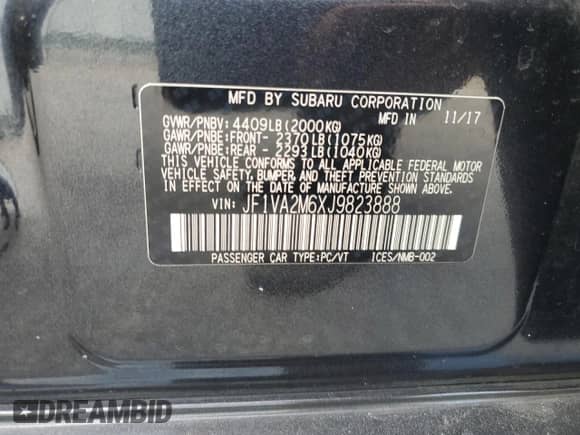 MFD BY SUBARU CORPORATION
MFD IN 11/17
GVWR/PNBV: 4409LB(2000KG)
GAWR/PNBE:FRONT- 2370LB(1075KG)
GAWR/PNBE:REAR - 2293LB(1040KG)
THIS VEHICLE CONFORMS TO ALL APPLICABLE FEDERAL MOTOR
VEHICLE SAFETY, BUMPER, AND THEFT PREVENTION STANDARDS
IN EFFECT ON THE DATE OF MANUFACTURE SHOWN ABOVE.
VIN: JF1VA2M6XJ9823888
PASSENGER CAR TYPE:PC/VT ICES/NMB-002
DREAMBID